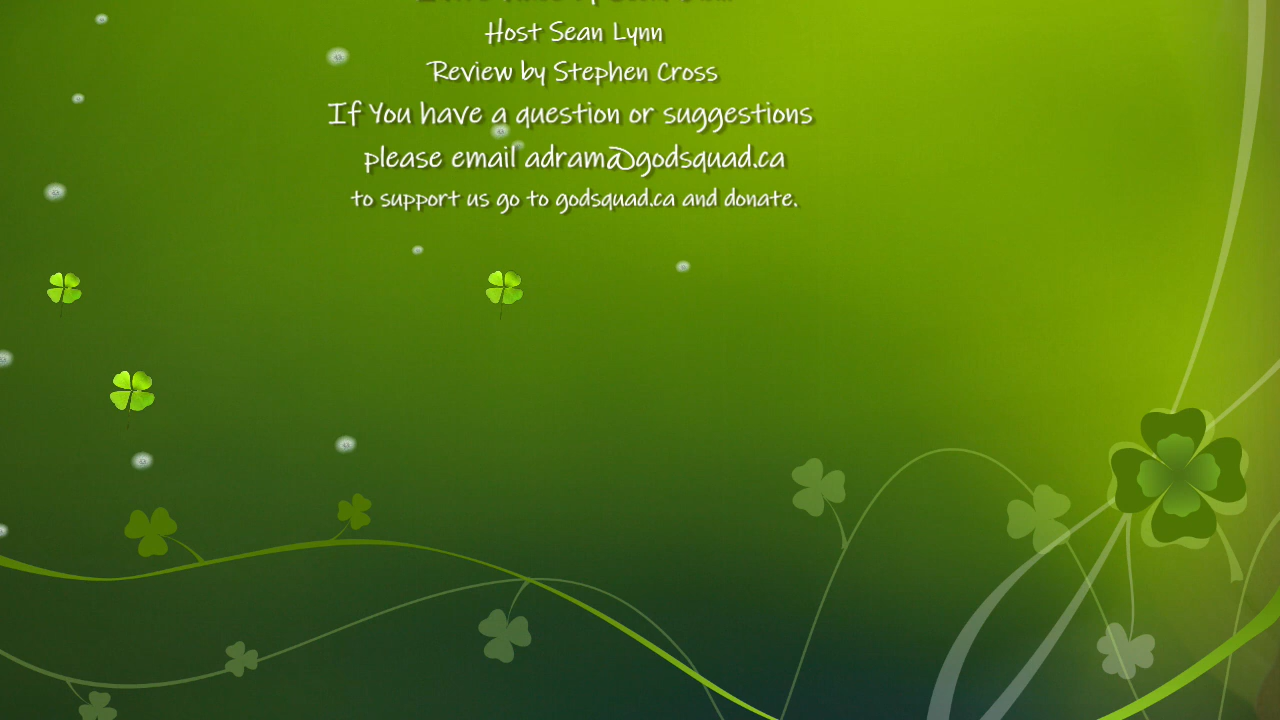 Host Sean Lynn
Review by Stephen Cross
If You have a question or suggestions
please email adram@godsquad.ca
to support us go to godsquad.ca and donate.